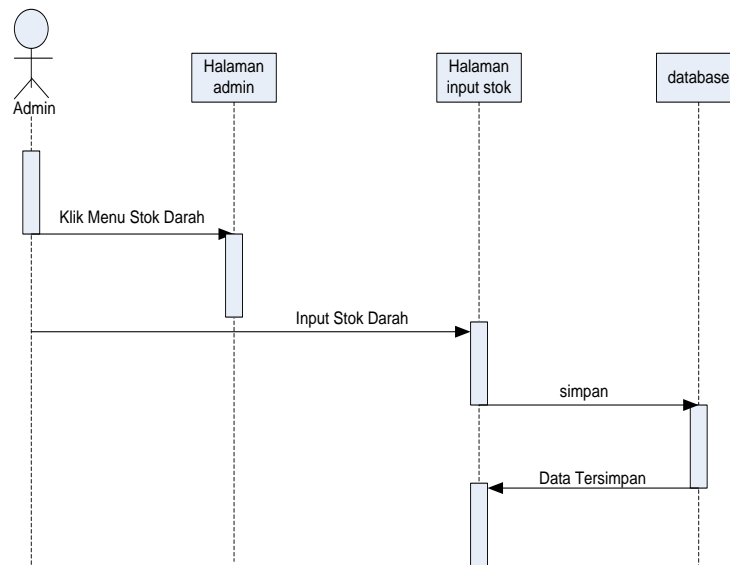 Halaman
admin
Halaman
input stok
database
Admin
Klik Menu Stok Darah
Input Stok Darah
simpan
Data Tersimpan